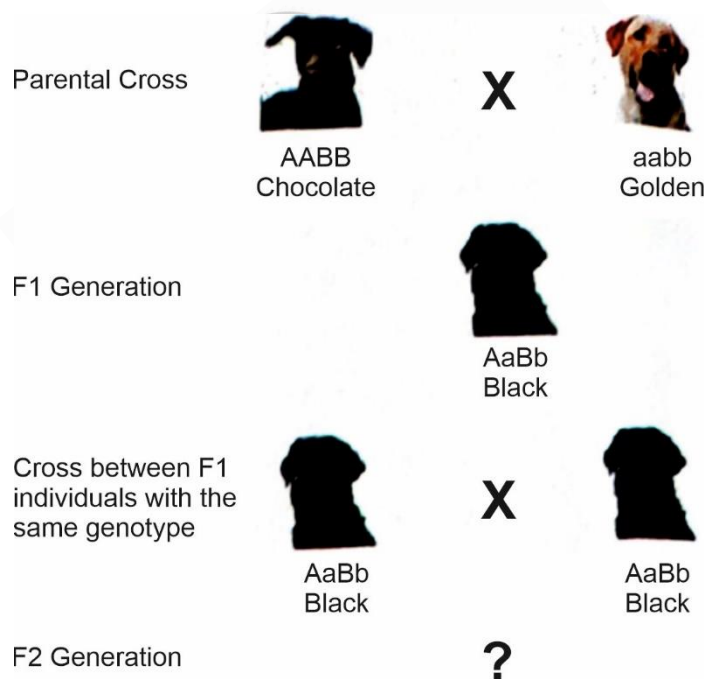 Parental Cross
X
AABB
Chocolate
aabb
Golden
F1 Generation
AaBb
Black
Cross between F1
individuals with the
same genotype
X
AaBb
Black
AaBb
Black
F2 Generation
?